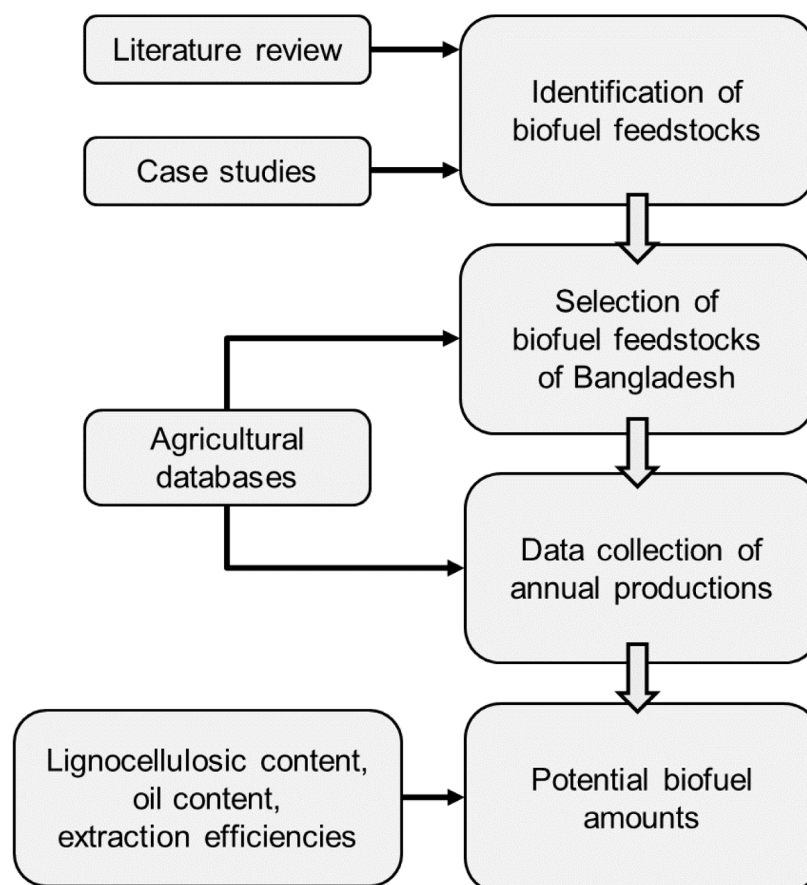 Literature review
Identification of
biofuel feedstocks
Case studies
Selection of
biofuel feedstocks
of Bangladesh
Agricultural
databases
Data collection of
annual productions
Lignocellulosic content,
oil content,
extraction efficiencies
Potential biofuel
amounts